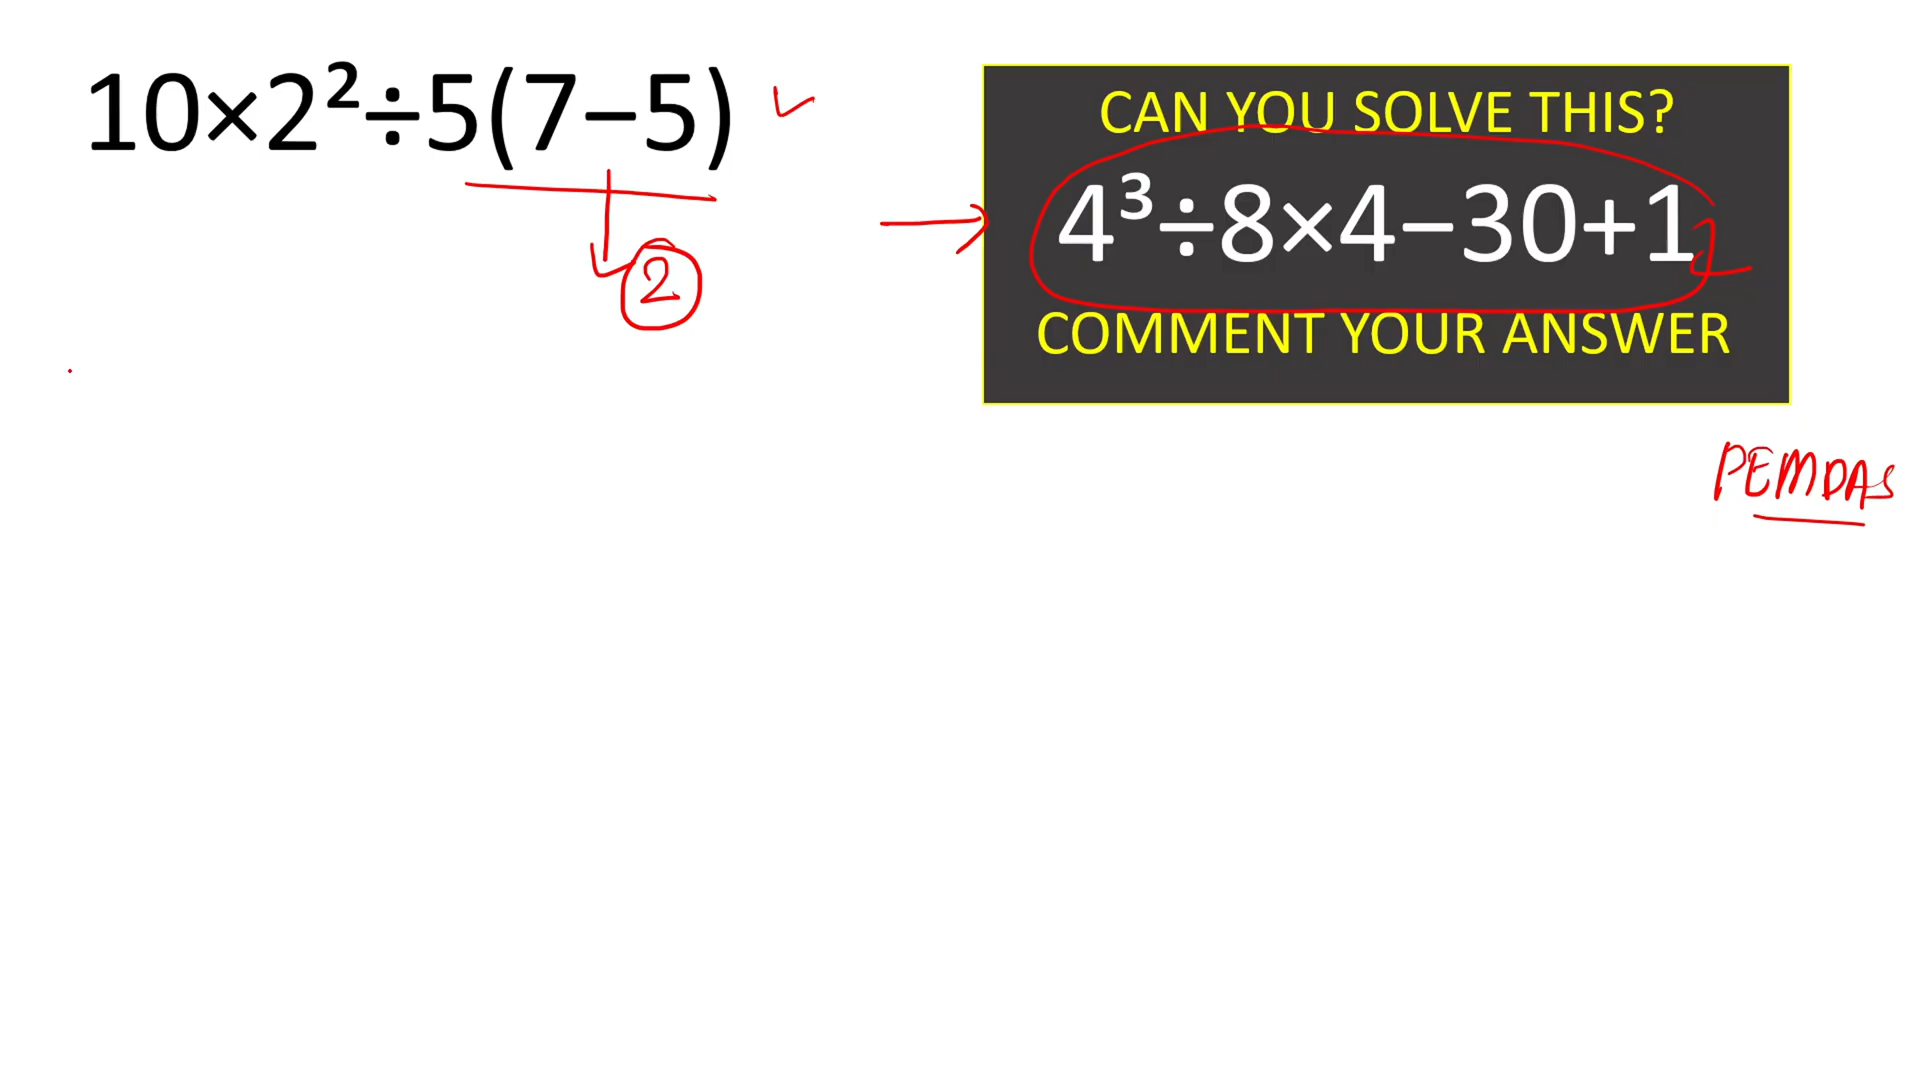 10×2²÷5(7−5)
2
CAN YOU SOLVE THIS?
4³÷8×4−30+1
COMMENT YOUR ANSWER
PEMDAS